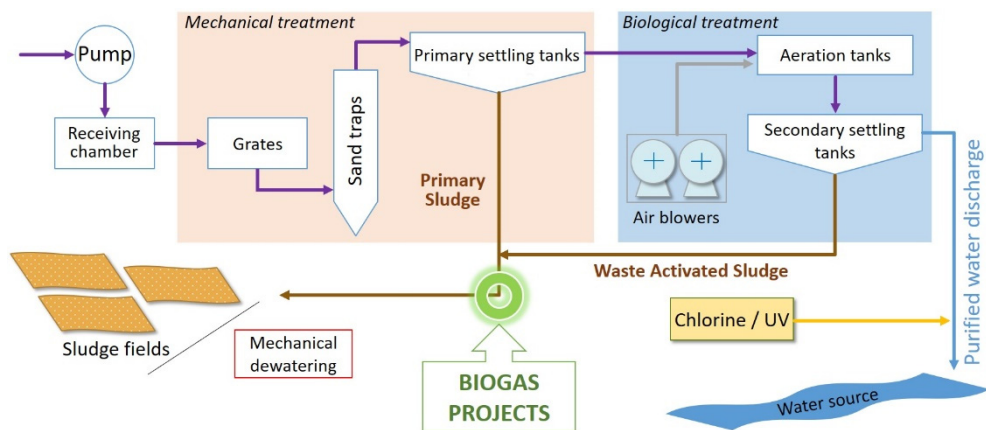 Mechanical treatment
Biological treatment
Pump
Primary settling tanks
Aeration tanks
Receiving
chamber
Grates
Sand traps
Secondary settling
tanks
Primary
Sludge
Air blowers
Purified water discharge
Waste Activated Sludge
Sludge fields
Mechanical
dewatering
BIOGAS
PROJECTS
Chlorine / UV
Water source